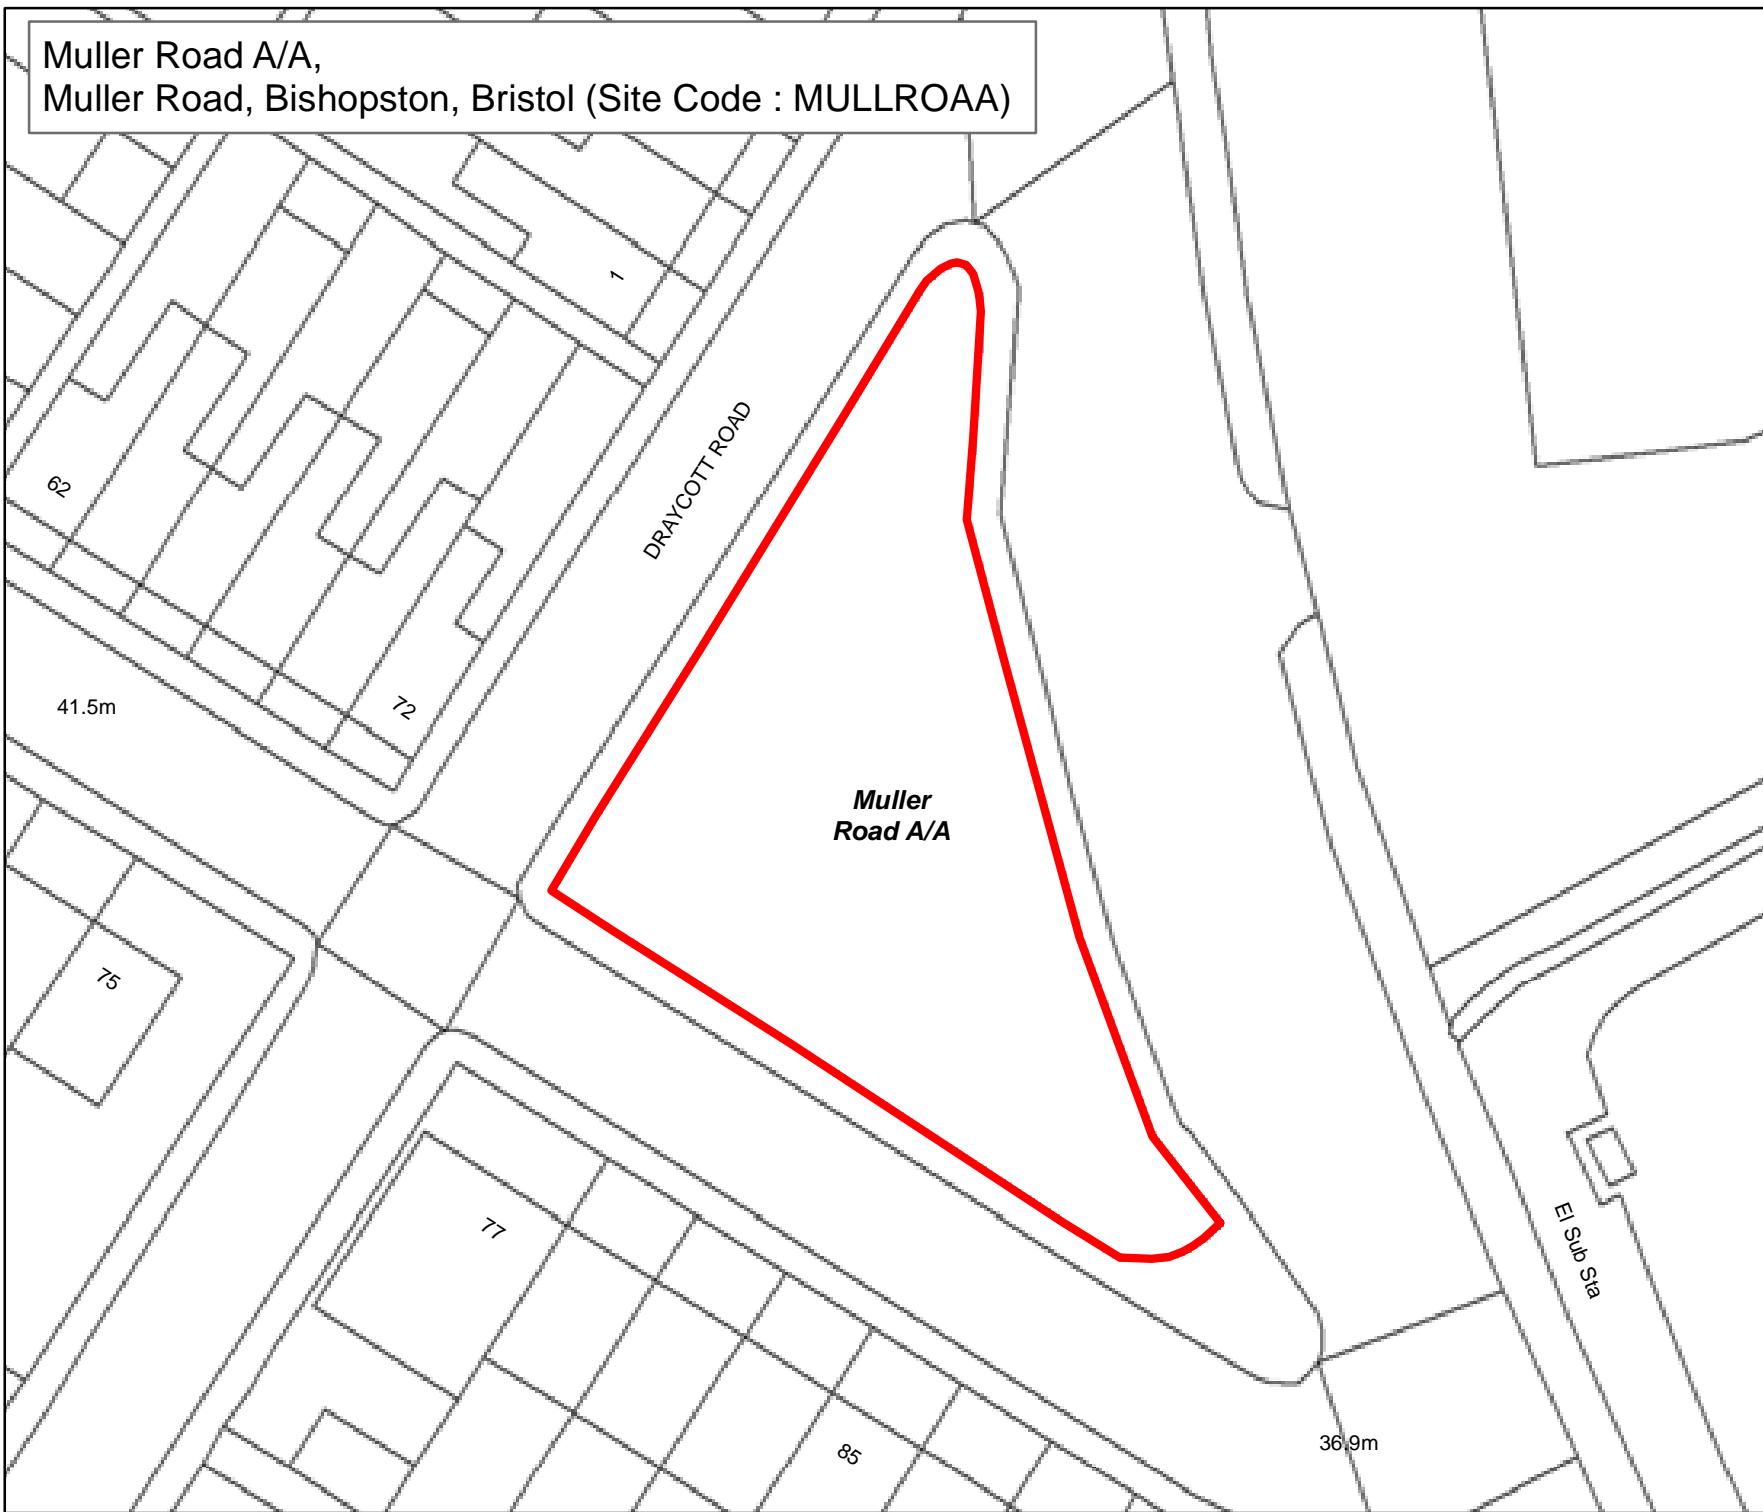 Muller Road A/A,
Muller Road, Bishopston, Bristol (Site Code : MULLROAA)
1
DRAYCOTT ROAD
62
41.5m
72
Muller
Road A/A
75
77
El Sub Sta
85
36.9m